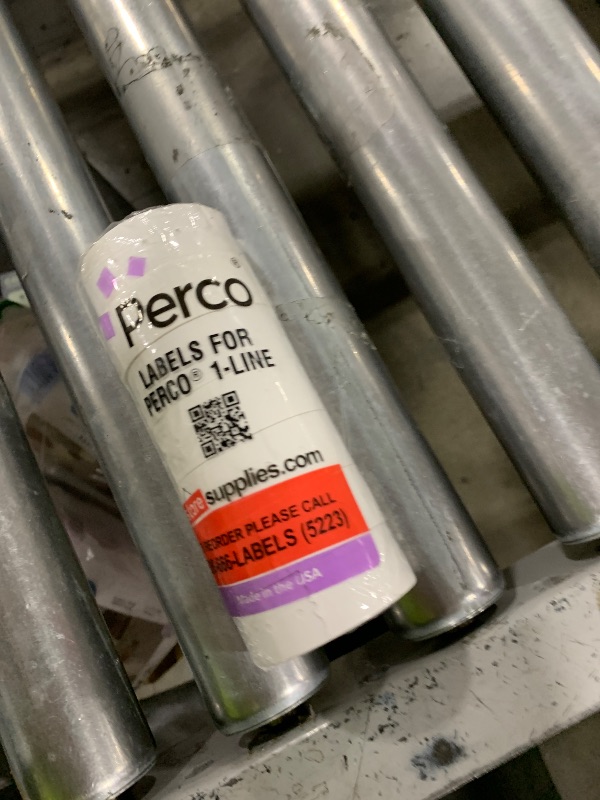 perco®
LABELS FOR
PERCO® 1-LINE
supplies.com
REORDER PLEASE CALL
LABELS (5223)
Made in the USA